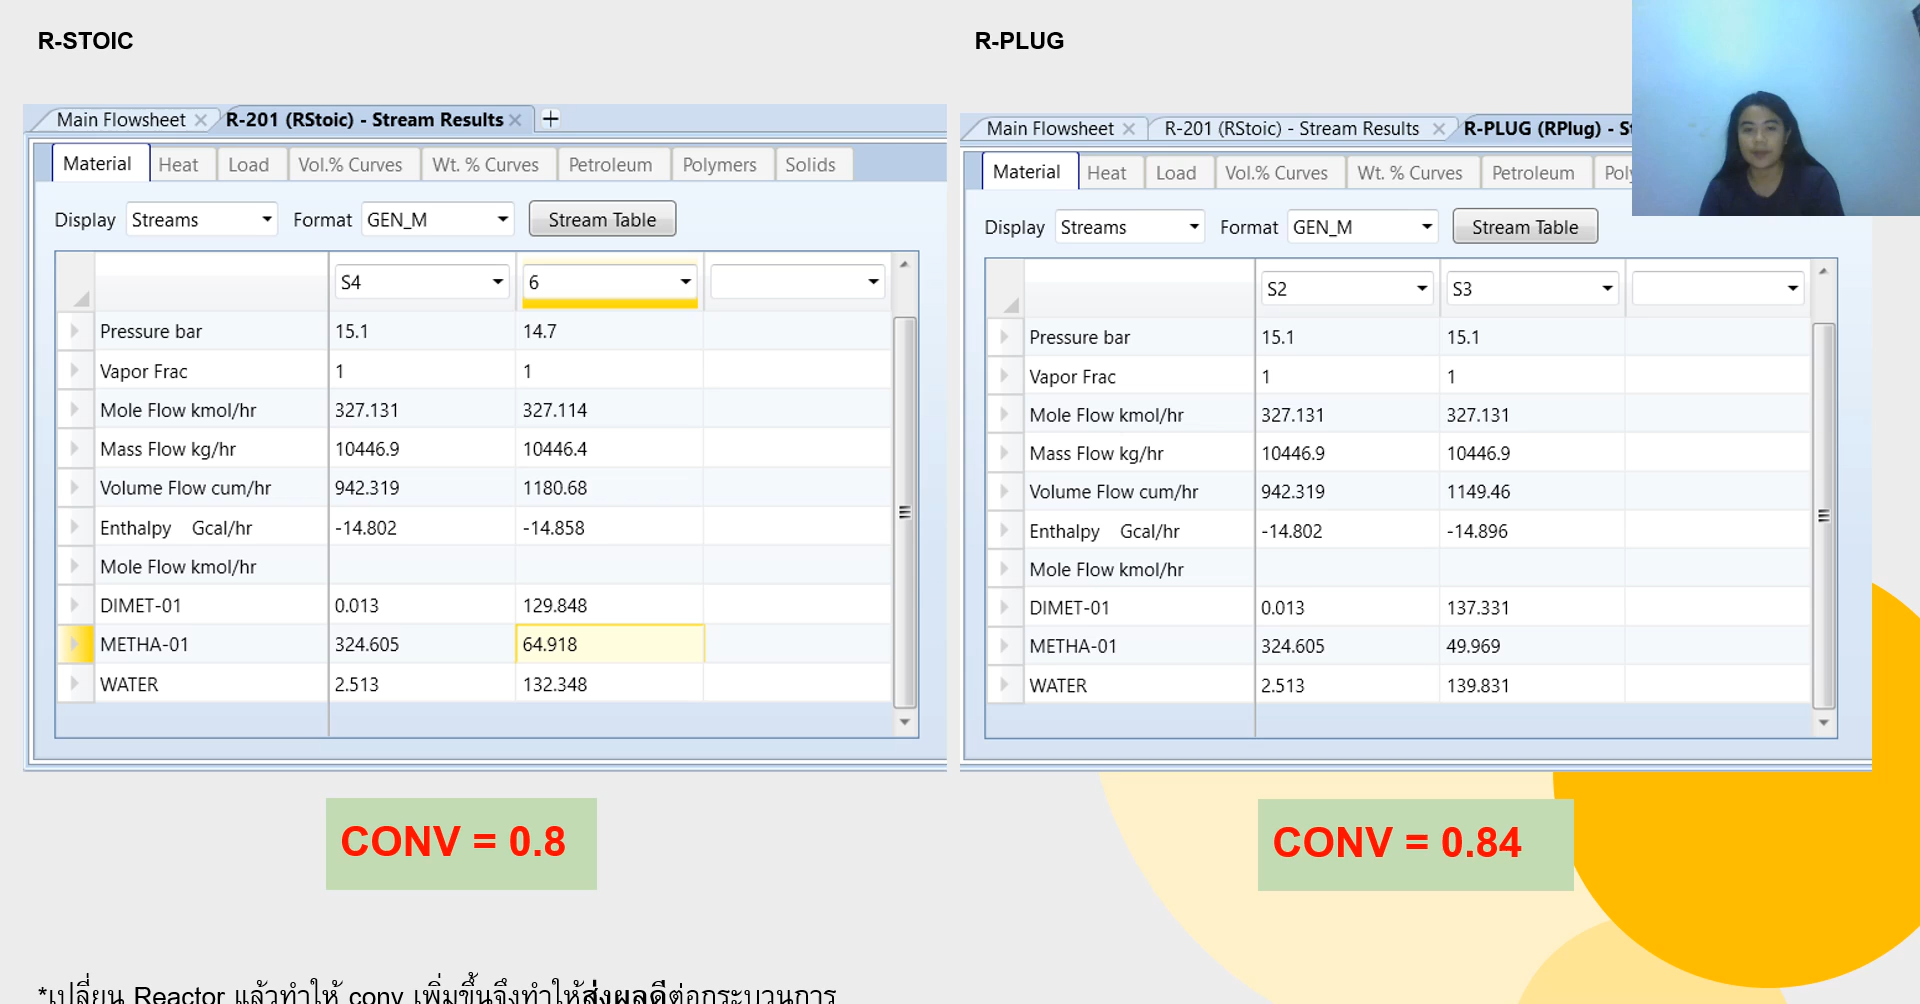 R-STOIC
Main Flowsheet
R-201 (RStoic) - Stream Results
Material Heat Load Vol.% Curves Wt. % Curves Petroleum Polymers Solids
Display Streams Format GEN_M Stream Table
S4 6
Pressure bar 15.1 14.7
Vapor Frac 1 1
Mole Flow kmol/hr 327.131 327.114
Mass Flow kg/hr 10446.9 10446.4
Volume Flow cum/hr 942.319 1180.68
Enthalpy Gcal/hr -14.802 -14.858
Mole Flow kmol/hr
DIMET-01 0.013 129.848
METHA-01 324.605 64.918
WATER 2.513 132.348
CONV = 0.8
R-PLUG
Main Flowsheet R-201 (RStoic) - Stream Results R-PLUG (RPlug) - St
Material Heat Load Vol.% Curves Wt. % Curves Petroleum Poly
Display Streams Format GEN_M Stream Table
S2 S3
Pressure bar 15.1 15.1
Vapor Frac 1 1
Mole Flow kmol/hr 327.131 327.131
Mass Flow kg/hr 10446.9 10446.9
Volume Flow cum/hr 942.319 1149.46
Enthalpy Gcal/hr -14.802 -14.896
Mole Flow kmol/hr
DIMET-01 0.013 137.331
METHA-01 324.605 49.969
WATER 2.513 139.831
CONV = 0.84
*เปลี่ยน Reactor แล้วทำให้ conv เพิ่มขึ้นจึงทำให้ส่งผลดีต่อกระบวนการ